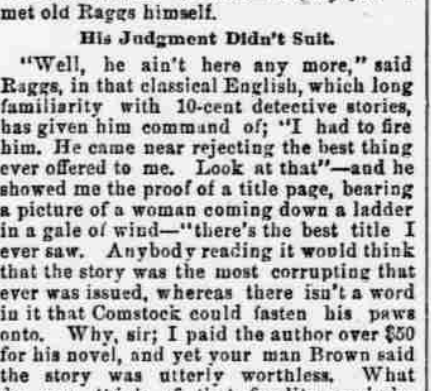 met old Raggs himself.
His Judgment Didn't Suit.
"Well, he ain't here any more," said
Raggs, in that classical English, which long
familiarity with 10-cent detective stories,
has given him command of; "I had to fire
him. He came near rejecting the best thing
ever offered to me. Look at that"—and he
showed me the proof of a title page, bearing
a picture of a woman coming down a ladder
in a gale of wind—"there's the best title I
ever saw. Anybody reading it would think
that the story was the most corrupting that
ever was issued, whereas there isn't a word
in it that Comstock could fasten his paws
onto. Why, sir; I paid the author over $50
for his novel, and yet your man Brown said
the story was utterly worthless. What